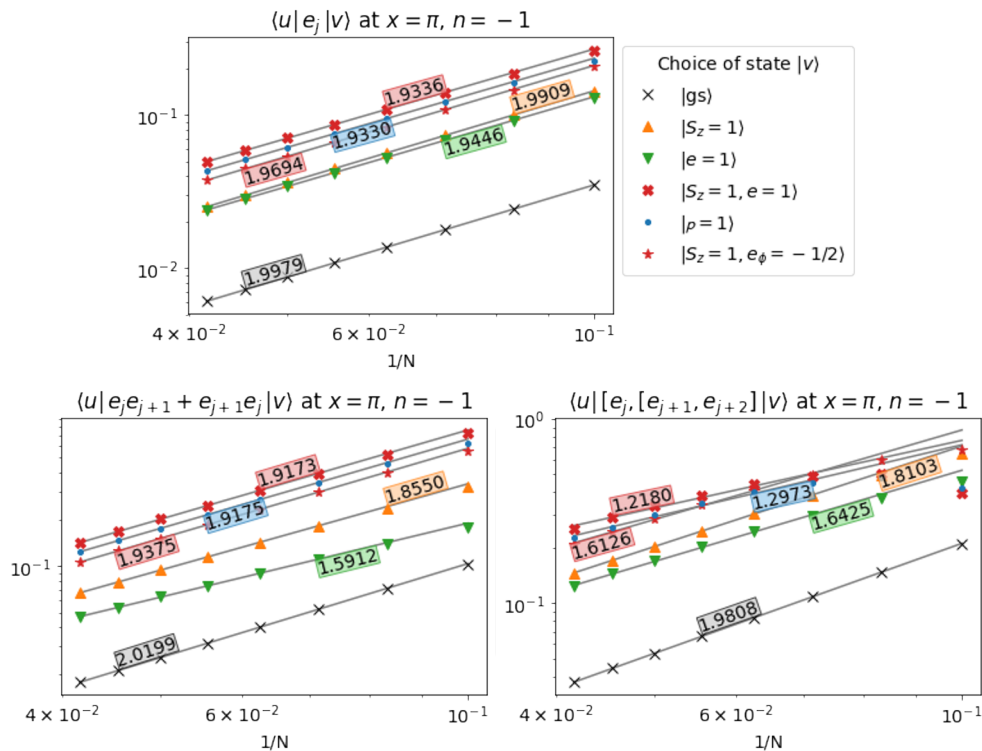 ⟨u| e_j |v⟩ at x = π, n = −1
10⁻¹
10⁻²
1.9336
1.9909
1.9330
1.9446
1.9694
1.9979
4 × 10⁻²
6 × 10⁻²
10⁻¹
1/N
Choice of state |v⟩
|gs⟩
|S_z = 1⟩
|e = 1⟩
|S_z = 1, e = 1⟩
|_p = 1⟩
|S_z = 1, e_ϕ = −1/2⟩
⟨u| e_j e_{j+1} + e_{j+1} e_j |v⟩ at x = π, n = −1
10⁻¹
1.9173
1.8550
1.9175
1.9375
1.5912
2.0199
4 × 10⁻²
6 × 10⁻²
10⁻¹
1/N
⟨u| [e_j, [e_{j+1}, e_{j+2}] |v⟩ at x = π, n = −1
10⁰
10⁻¹
1.8103
1.2180
1.2973
1.6425
1.6126
1.9808
4 × 10⁻²
6 × 10⁻²
10⁻¹
1/N